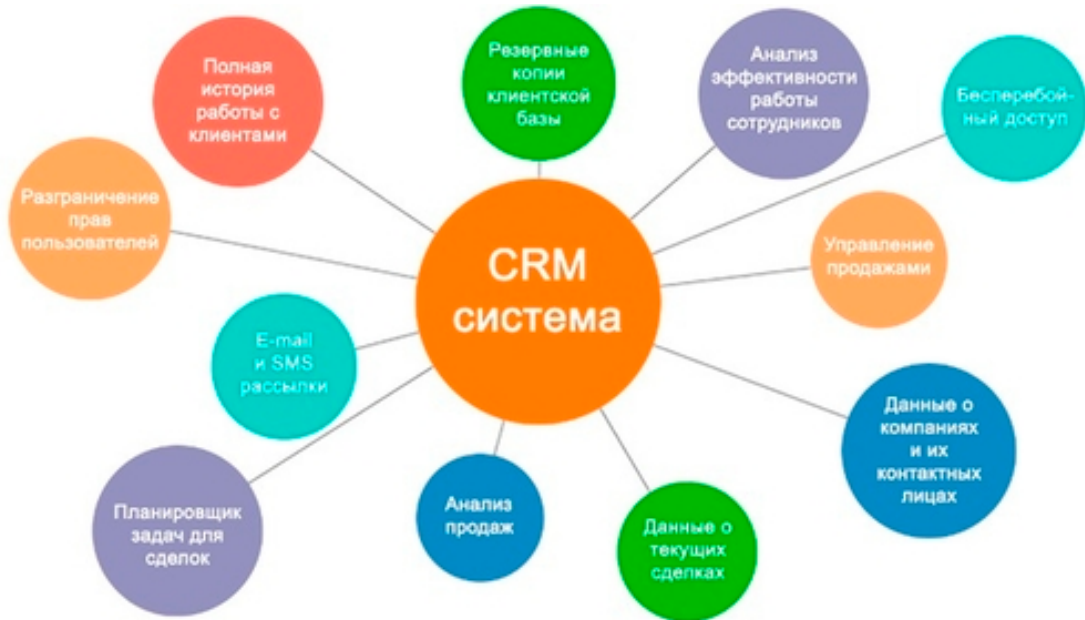 Полная
история
работы с
клиентами
Резервные
копии
клиентской
базы
Анализ
эффективности
работы
сотрудников
Бесперебой-
ный доступ
Разграничение
прав
пользователей
CRM
система
Управление
продажами
E-mail
и SMS
рассылки
Данные о
компаниях
и их
контактных
лицах
Планировщик
задач для
сделок
Анализ
продаж
Данные о
текущих
сделках